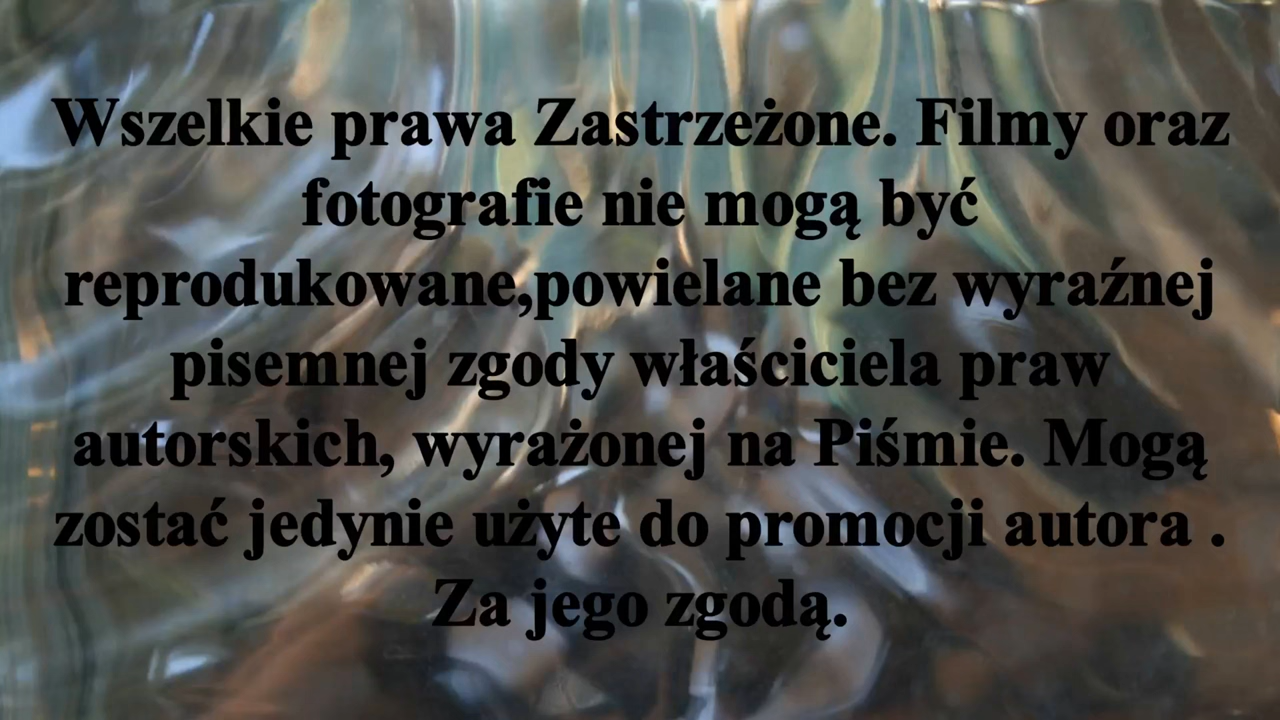 Wszelkie prawa Zastrzeżone. Filmy oraz
fotografie nie mogą być
reprodukowane,powielane bez wyraźnej
pisemnej zgody właściciela praw
autorskich, wyrażonej na Piśmie. Mogą
zostać jedynie użyte do promocji autora .
Za jego zgodą.